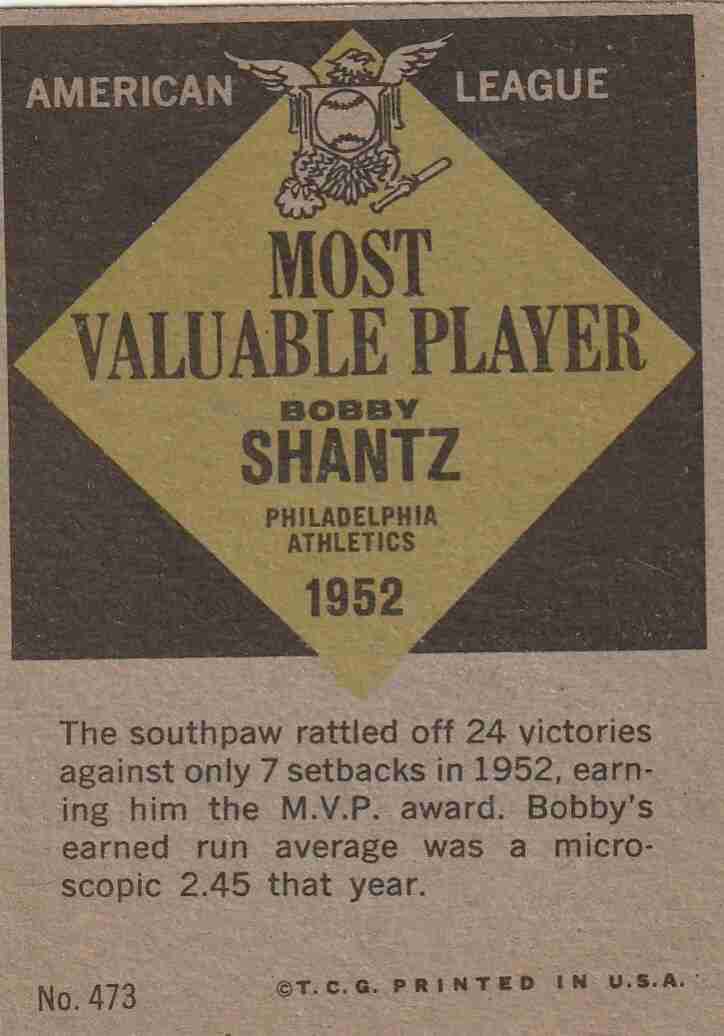 AMERICAN LEAGUE
MOST
VALUABLE PLAYER
BOBBY
SHANTZ
PHILADELPHIA
ATHLETICS
1952
The southpaw rattled off 24 victories
against only 7 setbacks in 1952, earn-
ing him the M.V.P. award. Bobby's
earned run average was a micro-
scopic 2.45 that year.
No. 473
©T.C.G. PRINTED IN U.S.A.